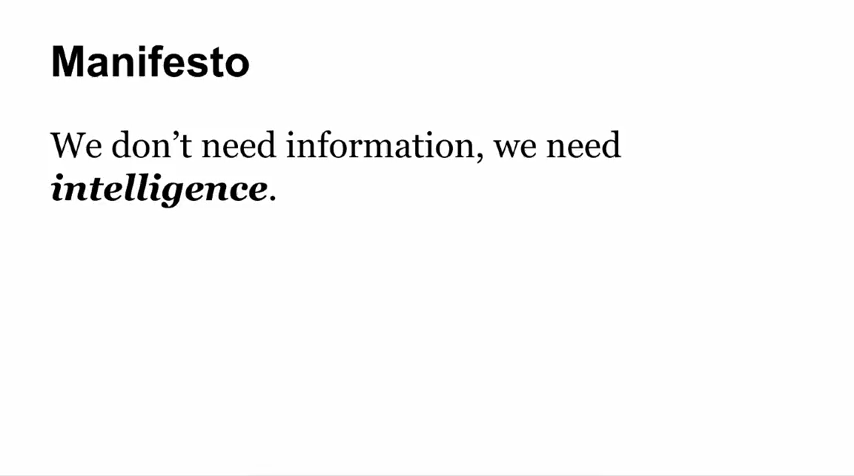 Manifesto
We don’t need information, we need
intelligence.